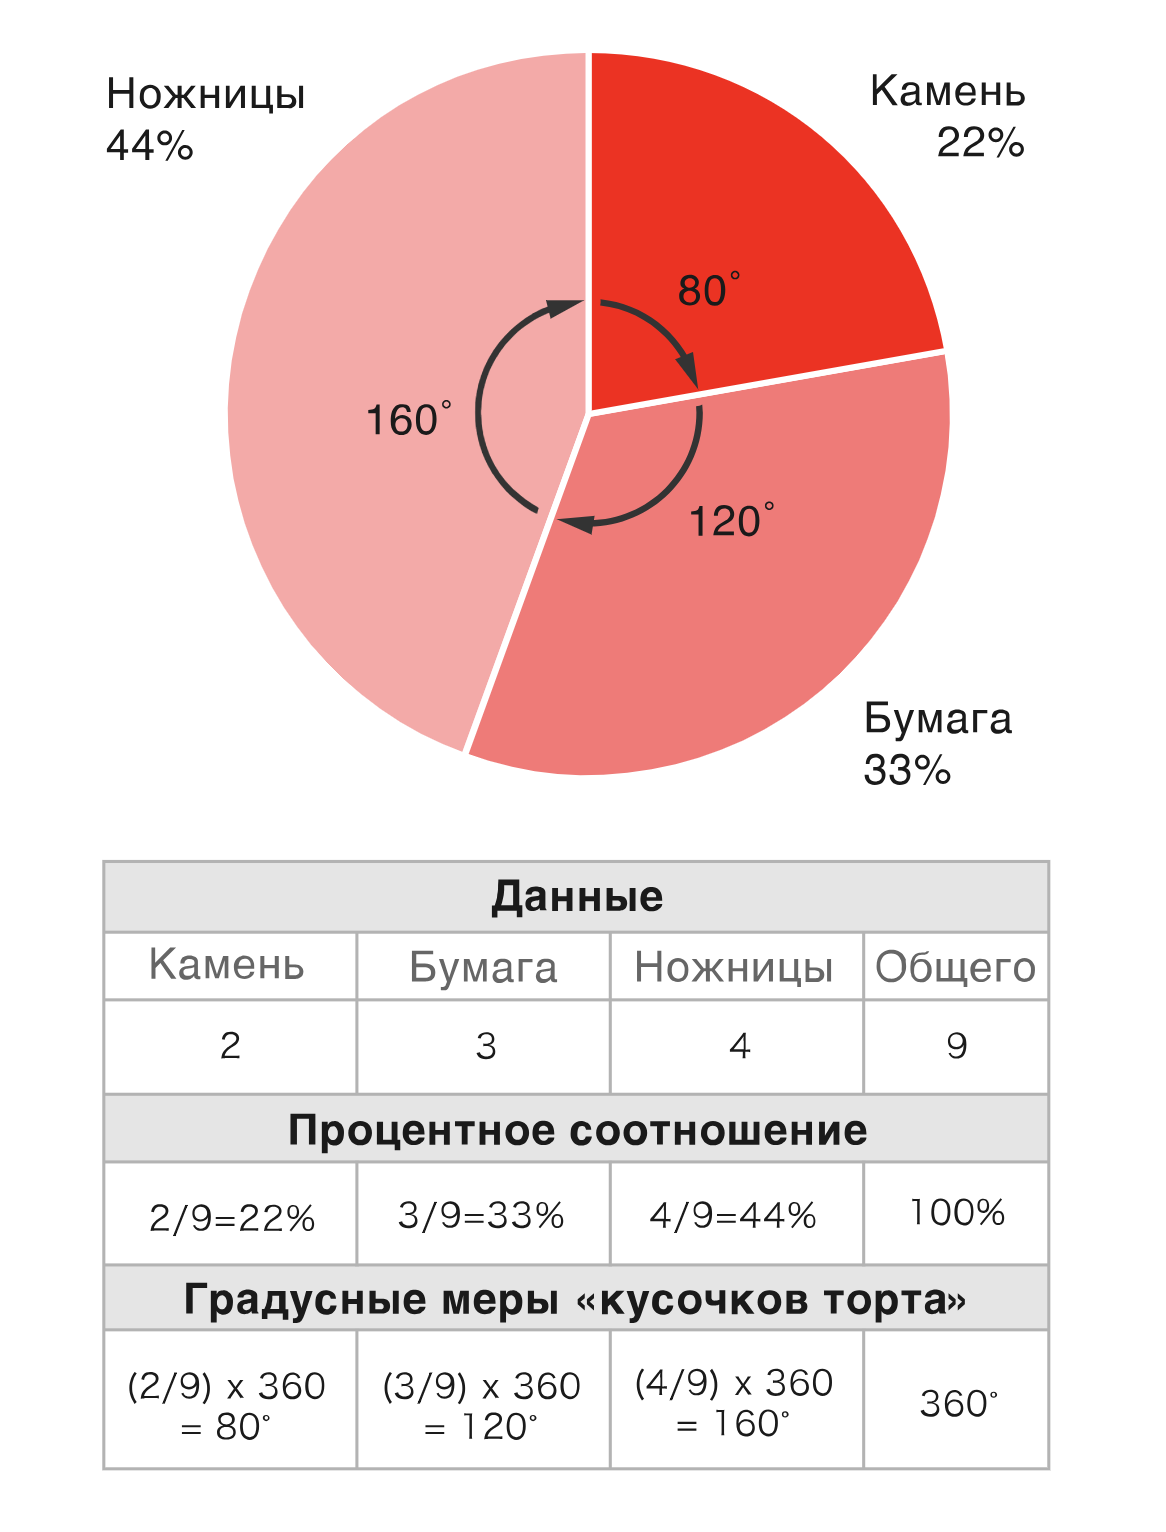 Ножницы
44%
Камень
22%
80°
160°
120°
Бумага
33%
Данные
Камень Бумага Ножницы Общего
2 3 4 9
Процентное соотношение
2/9=22% 3/9=33% 4/9=44% 100%
Градусные меры «кусочков торта»
(2/9) x 360 (3/9) x 360 (4/9) x 360 360°
= 80° = 120° = 160°